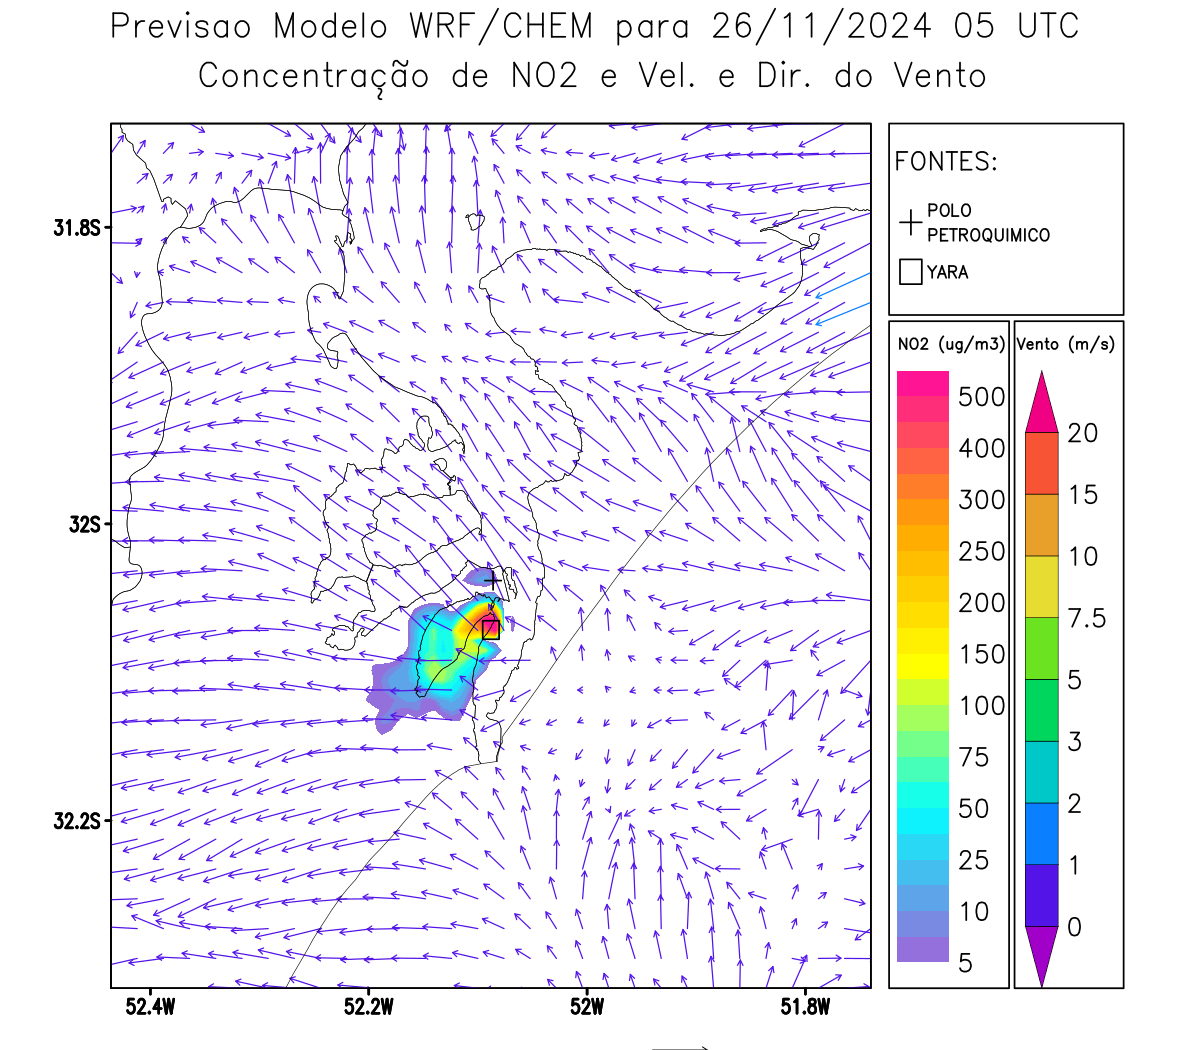 Previsao Modelo WRF/CHEM para 26/11/2024 05 UTC
Concentração de NO2 e Vel. e Dir. do Vento
FONTES:
POLO
PETROQUIMICO
YARA
NO2 (ug/m3)
500
400
300
250
200
150
100
75
50
25
10
5
Vento (m/s)
20
15
10
7.5
5
3
2
1
0
31.8S
32S
32.2S
52.4W
52.2W
52W
51.8W